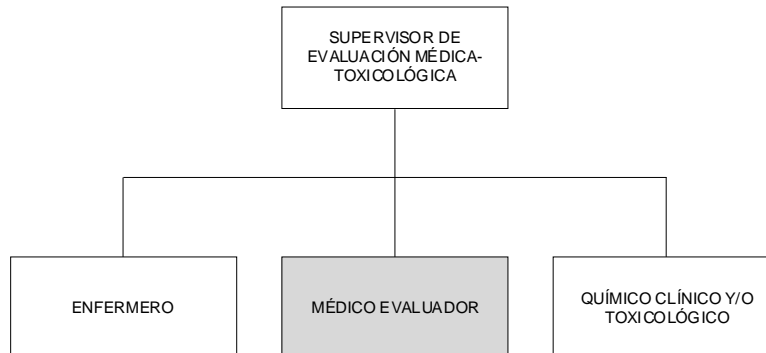 SUPERVISOR DE
EVALUACIÓN MÉDICA-
TOXICOLÓGICA
ENFERMERO
MÉDICO EVALUADOR
QUÍMICO CLÍNICO Y/O
TOXICOLÓGICO